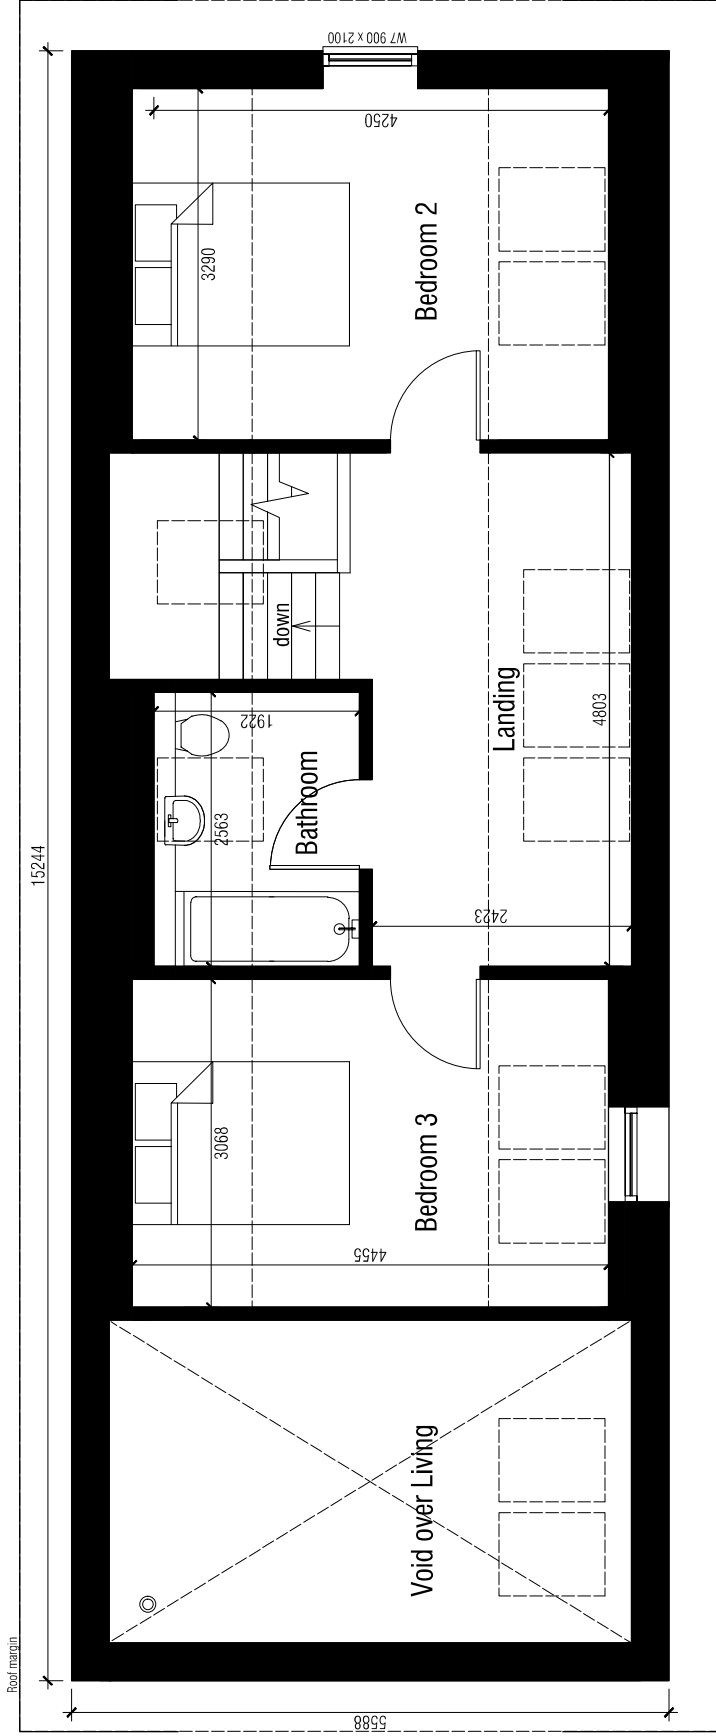 Roof margin
15244
5588
Void over Living
Bedroom 3
3068
4455
Bathroom
2563
1922
Landing
4803
2423
down
Bedroom 2
3290
4250
W7 900 x 2100